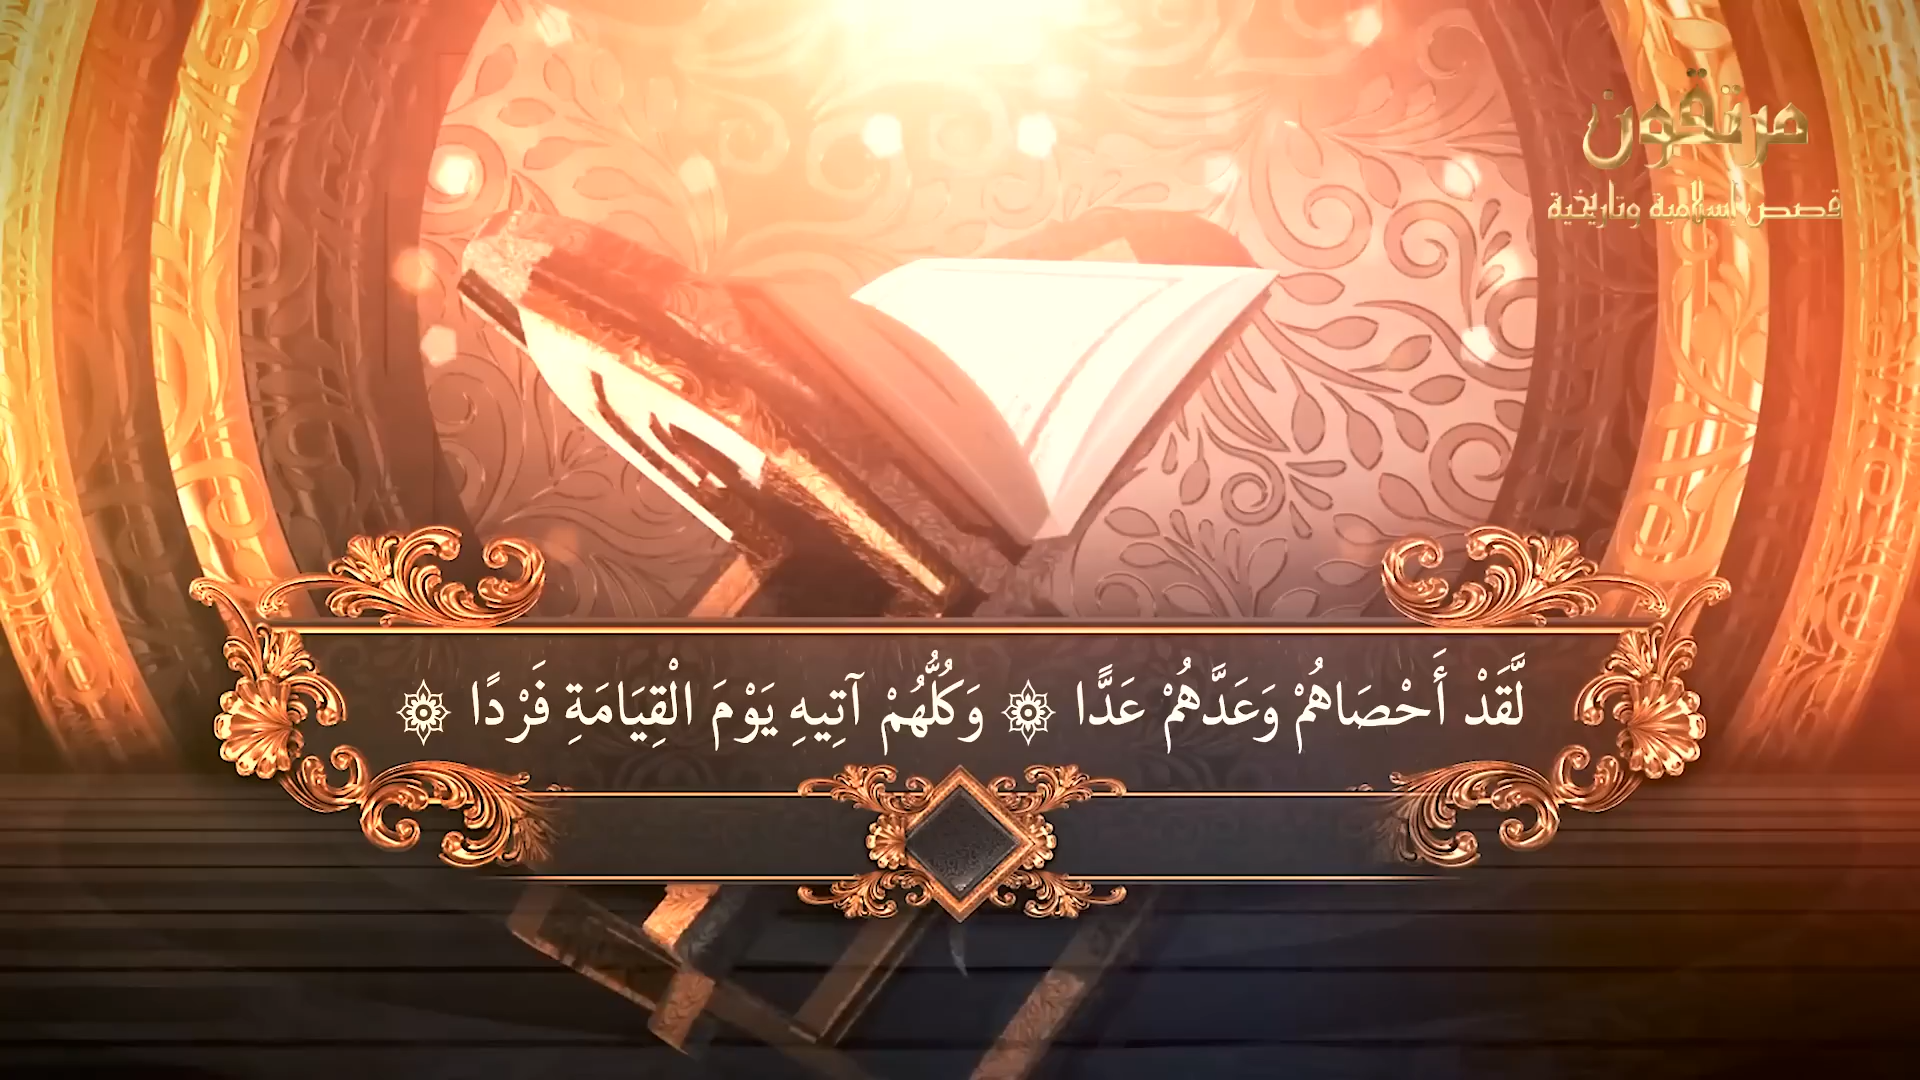 مرتقون
قصص إسلامية وتاريخية
لَّقَدْ أَحْصَاهُمْ وَعَدَّهُمْ عَدًّا ۞ وَكُلُّهُمْ آتِيهِ يَوْمَ الْقِيَامَةِ فَرْدًا ۞